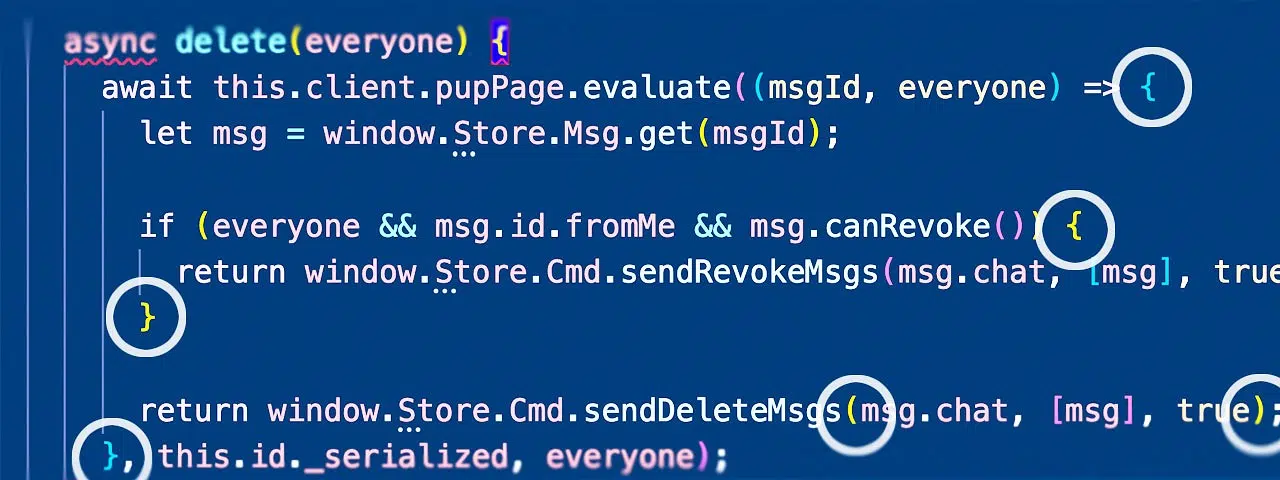 async delete(everyone) {
await this.client.pupPage.evaluate((msgId, everyone) => {
let msg = window.Store.Msg.get(msgId);
if (everyone && msg.id.fromMe && msg.canRevoke()) {
return window.Store.Cmd.sendRevokeMsgs(msg.chat, [msg], true
}
return window.Store.Cmd.sendDeleteMsgs(msg.chat, [msg], true);
}, this.id._serialized, everyone);